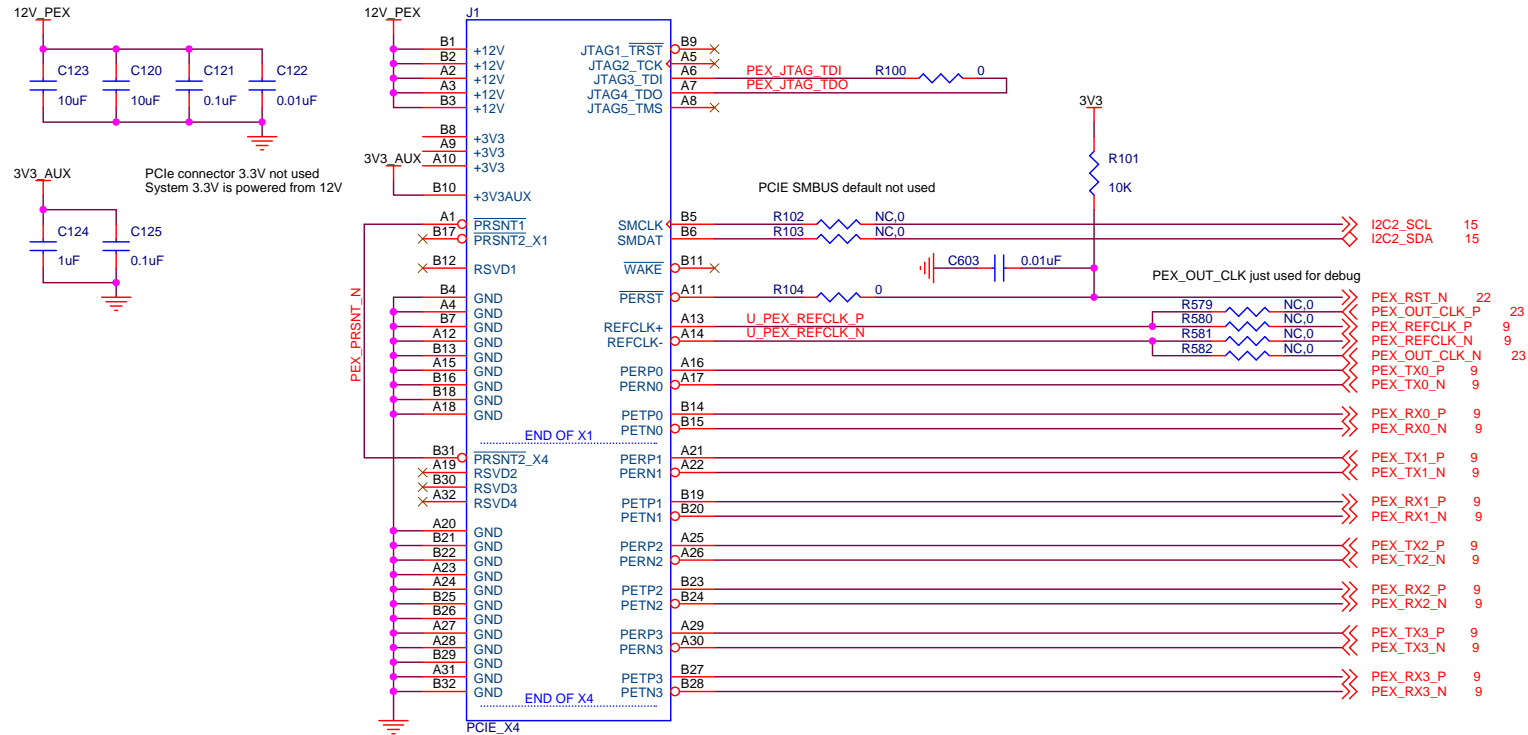 12V_PEX
C123
10uF
C120
10uF
C121
0.1uF
C122
0.01uF
3V3_AUX
PCIe connector 3.3V not used
System 3.3V is powered from 12V
C124
1uF
C125
0.1uF
12V_PEX
J1
B1 +12V
B2 +12V
A2 +12V
A3 +12V
B3 +12V
B8 +3V3
A9 +3V3
3V3_AUX A10 +3V3
B10 +3V3AUX
A1 PRSNT1
B17 PRSNT2_X1
B12 RSVD1
PEX_PRSNT_N
B4 GND
A4 GND
B7 GND
A12 GND
B13 GND
A15 GND
B16 GND
B18 GND
A18 GND
END OF X1
B31 PRSNT2_X4
A19 RSVD2
B30 RSVD3
A32 RSVD4
A20 GND
B21 GND
B22 GND
A23 GND
A24 GND
B25 GND
B26 GND
A27 GND
A28 GND
B29 GND
A31 GND
B32 GND
END OF X4
PCIE_X4
JTAG1_TRST B9
JTAG2_TCK A5
JTAG3_TDI A6 PEX_JTAG_TDI R100 0
JTAG4_TDO A7 PEX_JTAG_TDO
JTAG5_TMS A8
3V3
R101
10K
PCIE SMBUS default not used
SMCLK B5 R102 NC,0 I2C2_SCL 15
SMDAT B6 R103 NC,0 I2C2_SDA 15
WAKE B11
C603 0.01uF
PEX_OUT_CLK just used for debug
PERST A11 R104 0 PEX_RST_N 22
R579 NC,0 PEX_OUT_CLK_P 23
REFCLK+ A13 U_PEX_REFCLK_P R580 NC,0 PEX_REFCLK_P 9
REFCLK- A14 U_PEX_REFCLK_N R581 NC,0 PEX_REFCLK_N 9
R582 NC,0 PEX_OUT_CLK_N 23
PERP0 A16 PEX_TX0_P 9
PERN0 A17 PEX_TX0_N 9
PETP0 B14 PEX_RX0_P 9
PETN0 B15 PEX_RX0_N 9
PERP1 A21 PEX_TX1_P 9
PERN1 A22 PEX_TX1_N 9
PETP1 B19 PEX_RX1_P 9
PETN1 B20 PEX_RX1_N 9
PERP2 A25 PEX_TX2_P 9
PERN2 A26 PEX_TX2_N 9
PETP2 B23 PEX_RX2_P 9
PETN2 B24 PEX_RX2_N 9
PERP3 A29 PEX_TX3_P 9
PERN3 A30 PEX_TX3_N 9
PETP3 B27 PEX_RX3_P 9
PETN3 B28 PEX_RX3_N 9